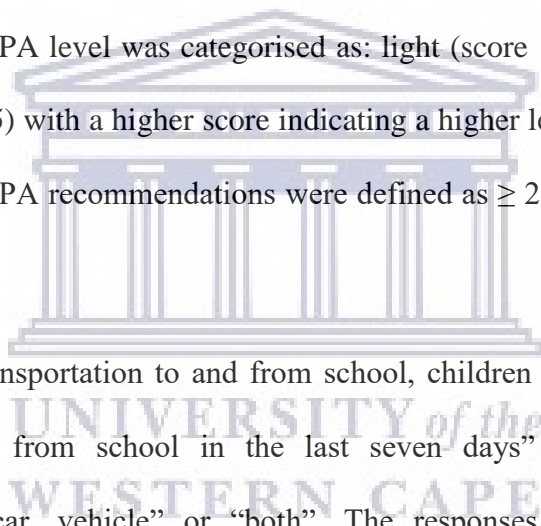 PA level was categorised as: light (score
5) with a higher score indicating a higher le
PA recommendations were defined as ≥ 2
nsportation to and from school, children
UNIVERSITY of the
from school in the last seven days”
WESTERN CAPE
car, vehicle” or “both”. The responses